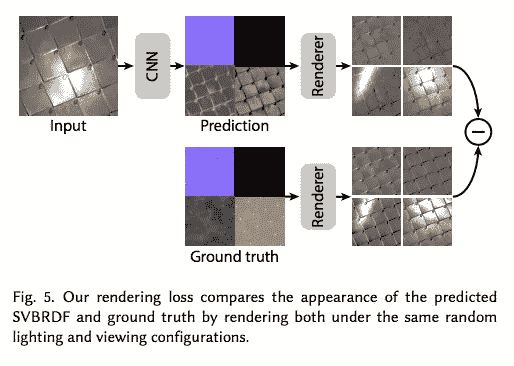 CNN
Renderer
Input
Prediction
Renderer
Ground truth
Fig. 5. Our rendering loss compares the appearance of the predicted
SVBRDF and ground truth by rendering both under the same random
lighting and viewing configurations.